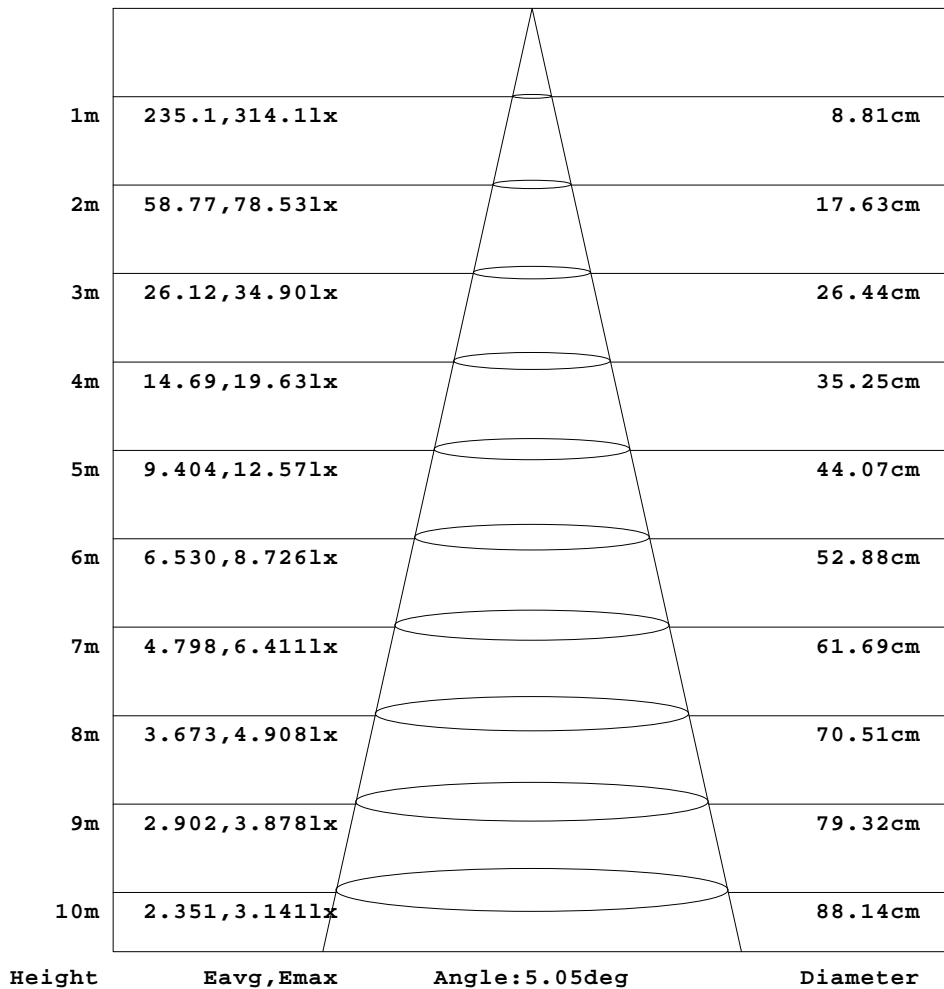 1m 235.1,314.1lx 8.81cm
2m 58.77,78.53lx 17.63cm
3m 26.12,34.90lx 26.44cm
4m 14.69,19.63lx 35.25cm
5m 9.404,12.57lx 44.07cm
6m 6.530,8.726lx 52.88cm
7m 4.798,6.411lx 61.69cm
8m 3.673,4.908lx 70.51cm
9m 2.902,3.878lx 79.32cm
10m 2.351,3.141lx 88.14cm
Height Eavg,Emax Angle:5.05deg Diameter